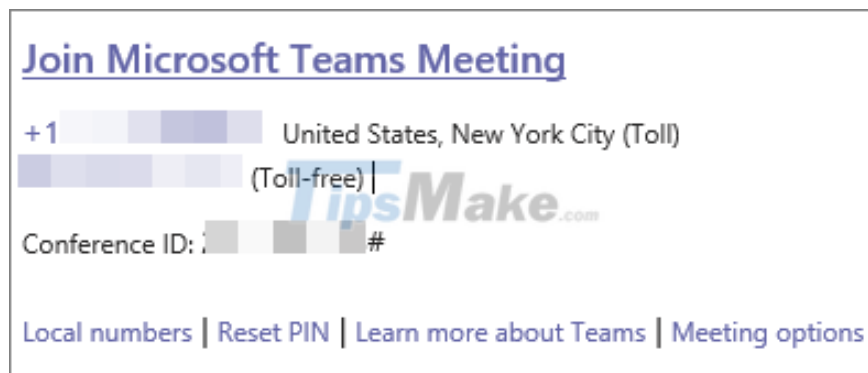 Join Microsoft Teams Meeting
+1 United States, New York City (Toll)
(Toll-free) |
TipsMake.com
Conference ID: #
Local numbers | Reset PIN | Learn more about Teams | Meeting options